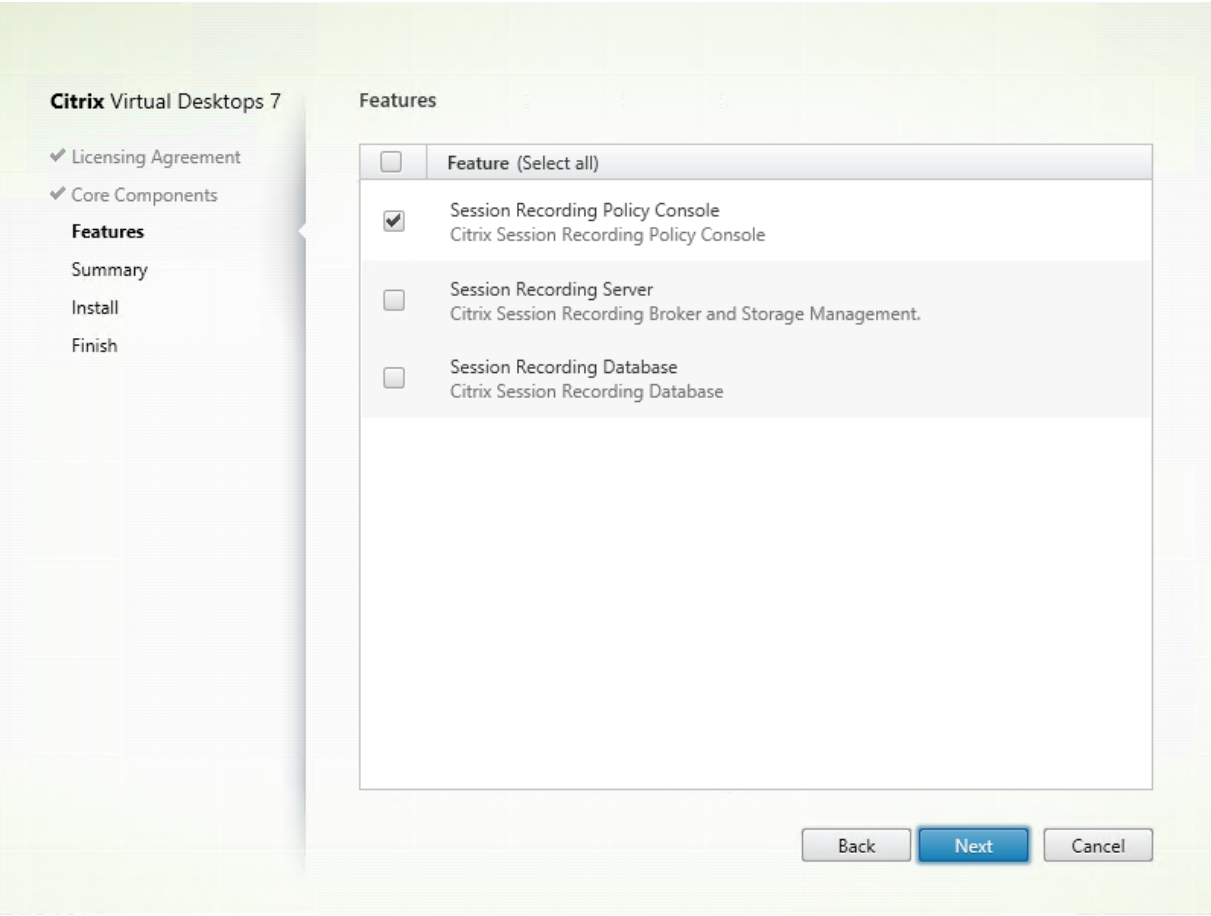 Citrix Virtual Desktops 7
Licensing Agreement
Core Components
Features
Summary
Install
Finish
Features
Feature (Select all)
Session Recording Policy Console
Citrix Session Recording Policy Console
Session Recording Server
Citrix Session Recording Broker and Storage Management.
Session Recording Database
Citrix Session Recording Database
Back Next Cancel